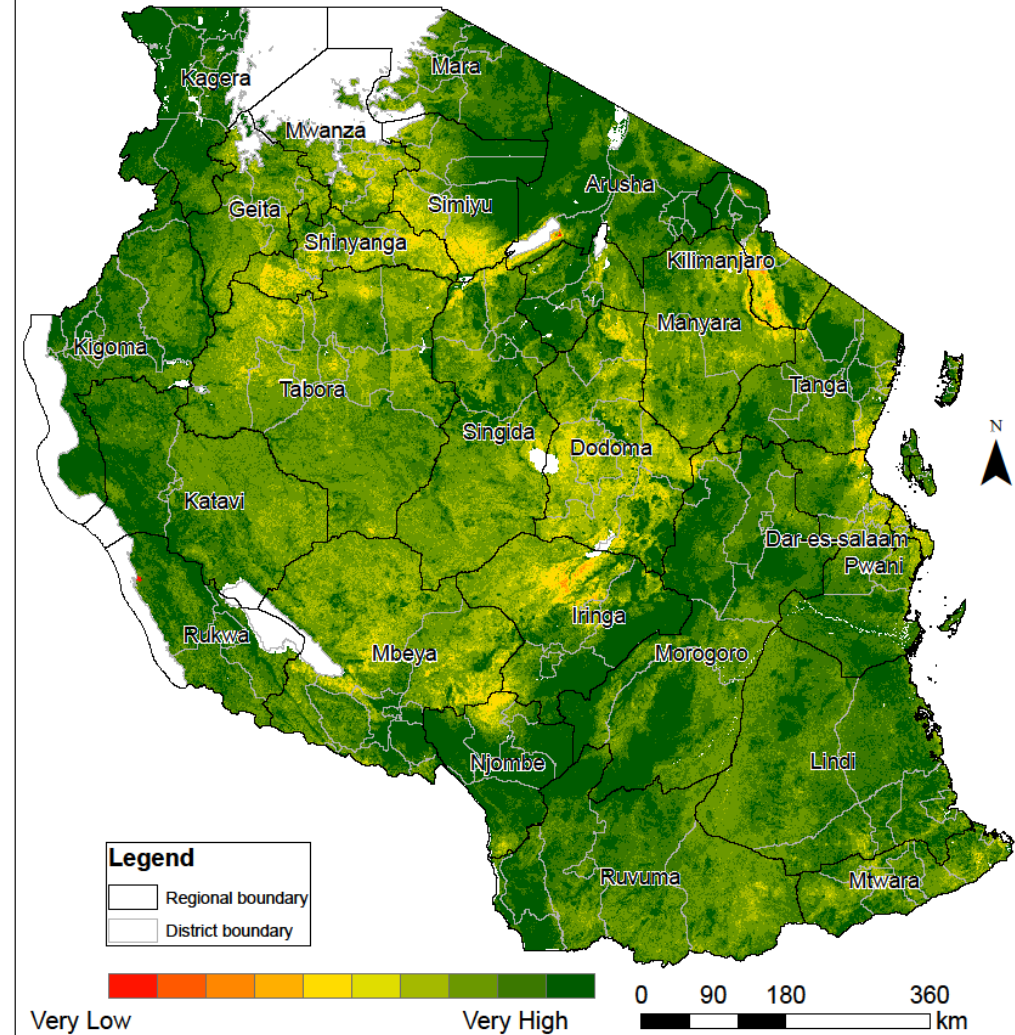 Kagera
Mara
Mwanza
Arusha
Geita
Simiyu
Shinyanga
Kilimanjaro
Manyara
Kigoma
Tabora
Tanga
Singida
Dodoma
N
Katavi
Dar-es-salaam
Pwani
Iringa
Rukwa
Mbeya
Morogoro
Njombe
Lindi
Ruvuma
Mtwara
Legend
Regional boundary
District boundary
Very Low
Very High
0 90 180 360
km